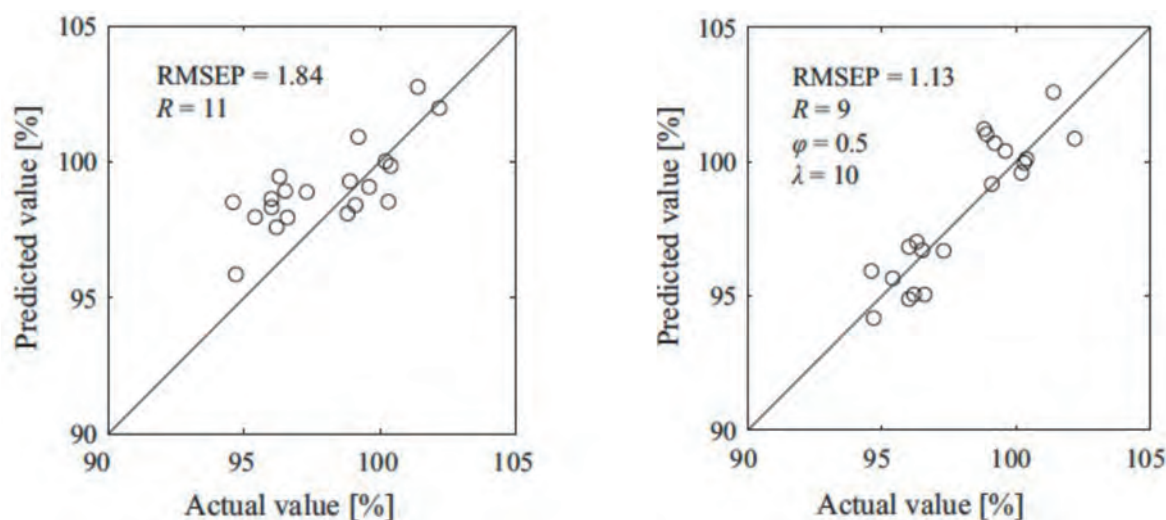 105
100
95
90
Predicted value [%]
RMSEP = 1.84
R = 11
90
95
100
105
Actual value [%]
105
100
95
90
Predicted value [%]
RMSEP = 1.13
R = 9
φ = 0.5
λ = 10
90
95
100
105
Actual value [%]